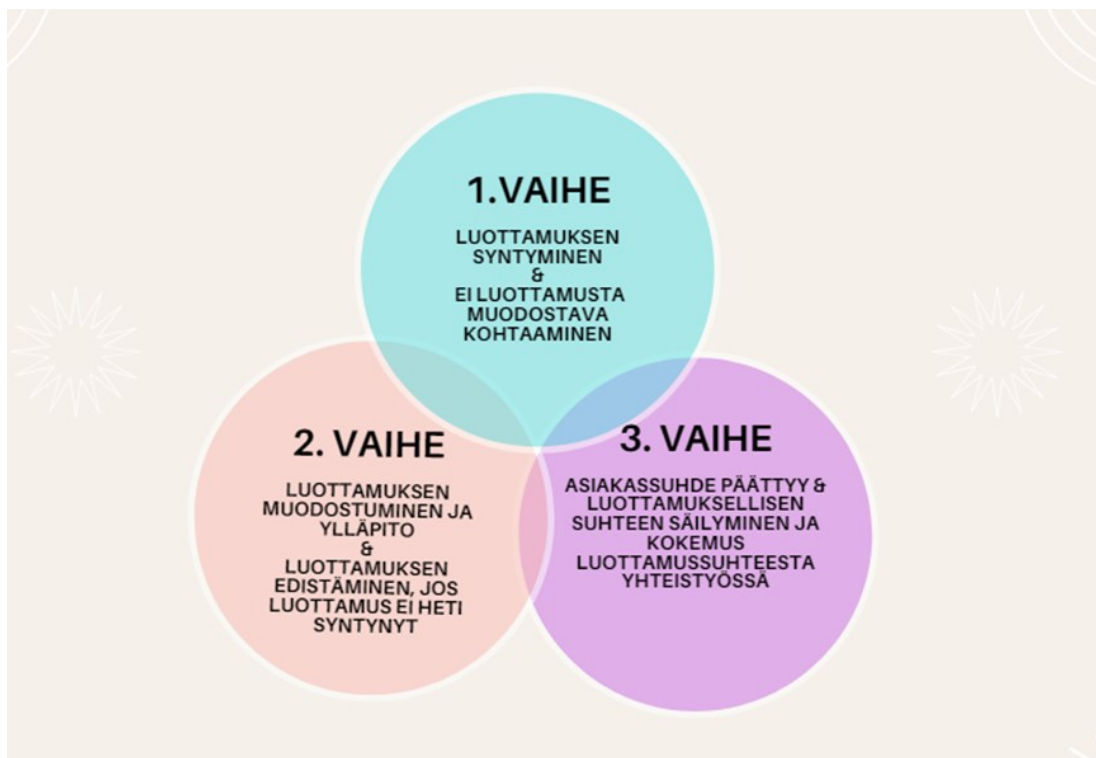 1.VAIHE
LUOTTAMUKSEN
SYNTYMINEN
&
EI LUOTTAMUSTA
MUODOSTAVA
KOHTAAMINEN
2. VAIHE
LUOTTAMUKSEN
MUODOSTUMINEN JA
YLLÄPITO
&
LUOTTAMUKSEN
EDISTÄMINEN, JOS
LUOTTAMUS EI HETI
SYNTYNYT
3. VAIHE
ASIAKASSUHDE PÄÄTTYY &
LUOTTAMUKSELLISEN
SUHTEEN SÄILYMINEN JA
KOKEMUS
LUOTTAMUSSUHTEESTA
YHTEISTYÖSSÄ